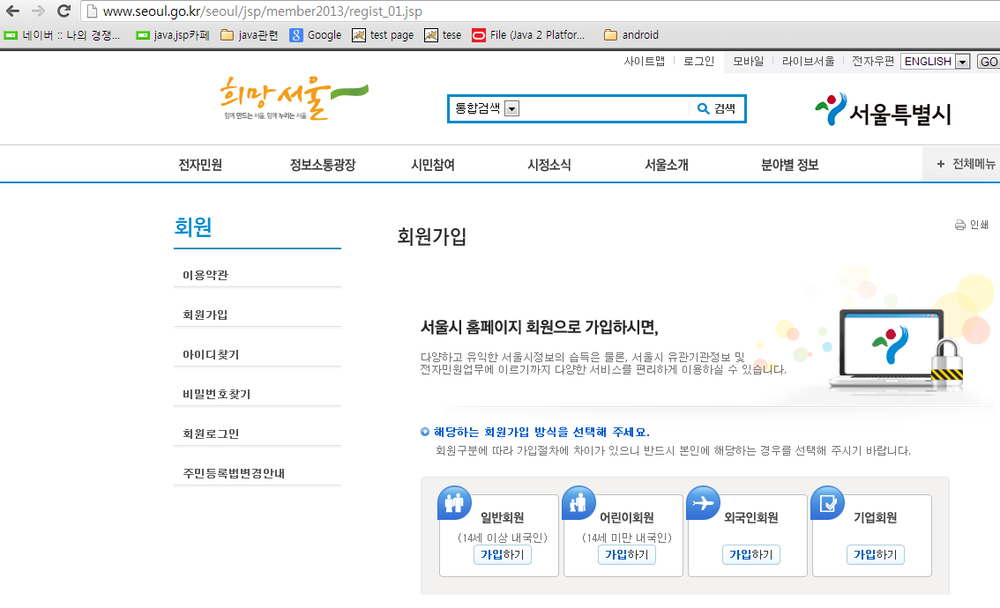 www.seoul.go.kr/seoul/jsp/member2013/regist_01.jsp
네이버 :: 나의 경쟁... java,jsp카페 java관련 Google test page tese File (Java 2 Platfor... android
사이트맵 로그인 모바일 라이브서울 전자우편 ENGLISH GO
희망서울
함께 만드는 서울, 함께 누리는 서울
통합검색 검색
서울특별시
전자민원 정보소통광장 시민참여 시정소식 서울소개 분야별 정보 + 전체메뉴
회원
이용약관
회원가입
아이디찾기
비밀번호찾기
회원로그인
주민등록법변경안내
회원가입
인쇄
서울시 홈페이지 회원으로 가입하시면,
다양하고 유익한 서울시정보의 습득은 물론, 서울시 유관기관정보 및
전자민원업무에 이르기까지 다양한 서비스를 편리하게 이용하실 수 있습니다.
해당하는 회원가입 방식을 선택해 주세요.
회원구분에 따라 가입절차에 차이가 있으니 반드시 본인에 해당하는 경우를 선택해 주시기 바랍니다.
일반회원
(14세 이상 내국인)
가입하기
어린이회원
(14세 미만 내국인)
가입하기
외국인회원
가입하기
기업회원
가입하기